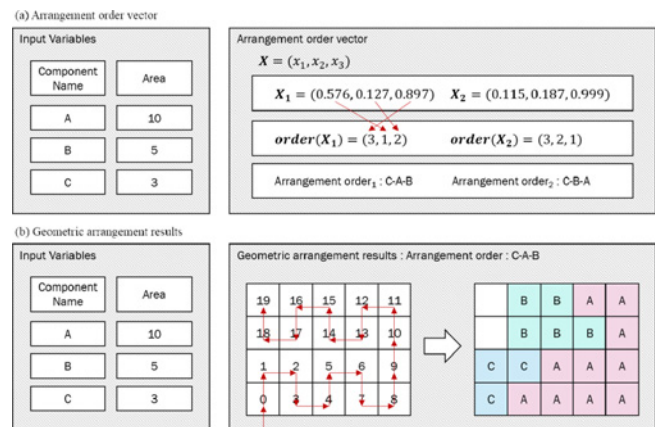 (a) Arrangement order vector
Input Variables
Component Name
Area
A
10
B
5
C
3
Arrangement order vector
X = (x₁, x₂, x₃)
X₁ = (0.576, 0.127, 0.897)
X₂ = (0.115, 0.187, 0.999)
order(X₁) = (3, 1, 2)
order(X₂) = (3, 2, 1)
Arrangement order₁ : C-A-B
Arrangement order₂ : C-B-A
(b) Geometric arrangement results
Input Variables
Component Name
Area
A
10
B
5
C
3
Geometric arrangement results : Arrangement order : C-A-B
19 16 15 12 11
18 17 14 13 10
1 2 5 6 9
0 3 4 7 8
B B A A
B B B A
C C A A A
C A A A A